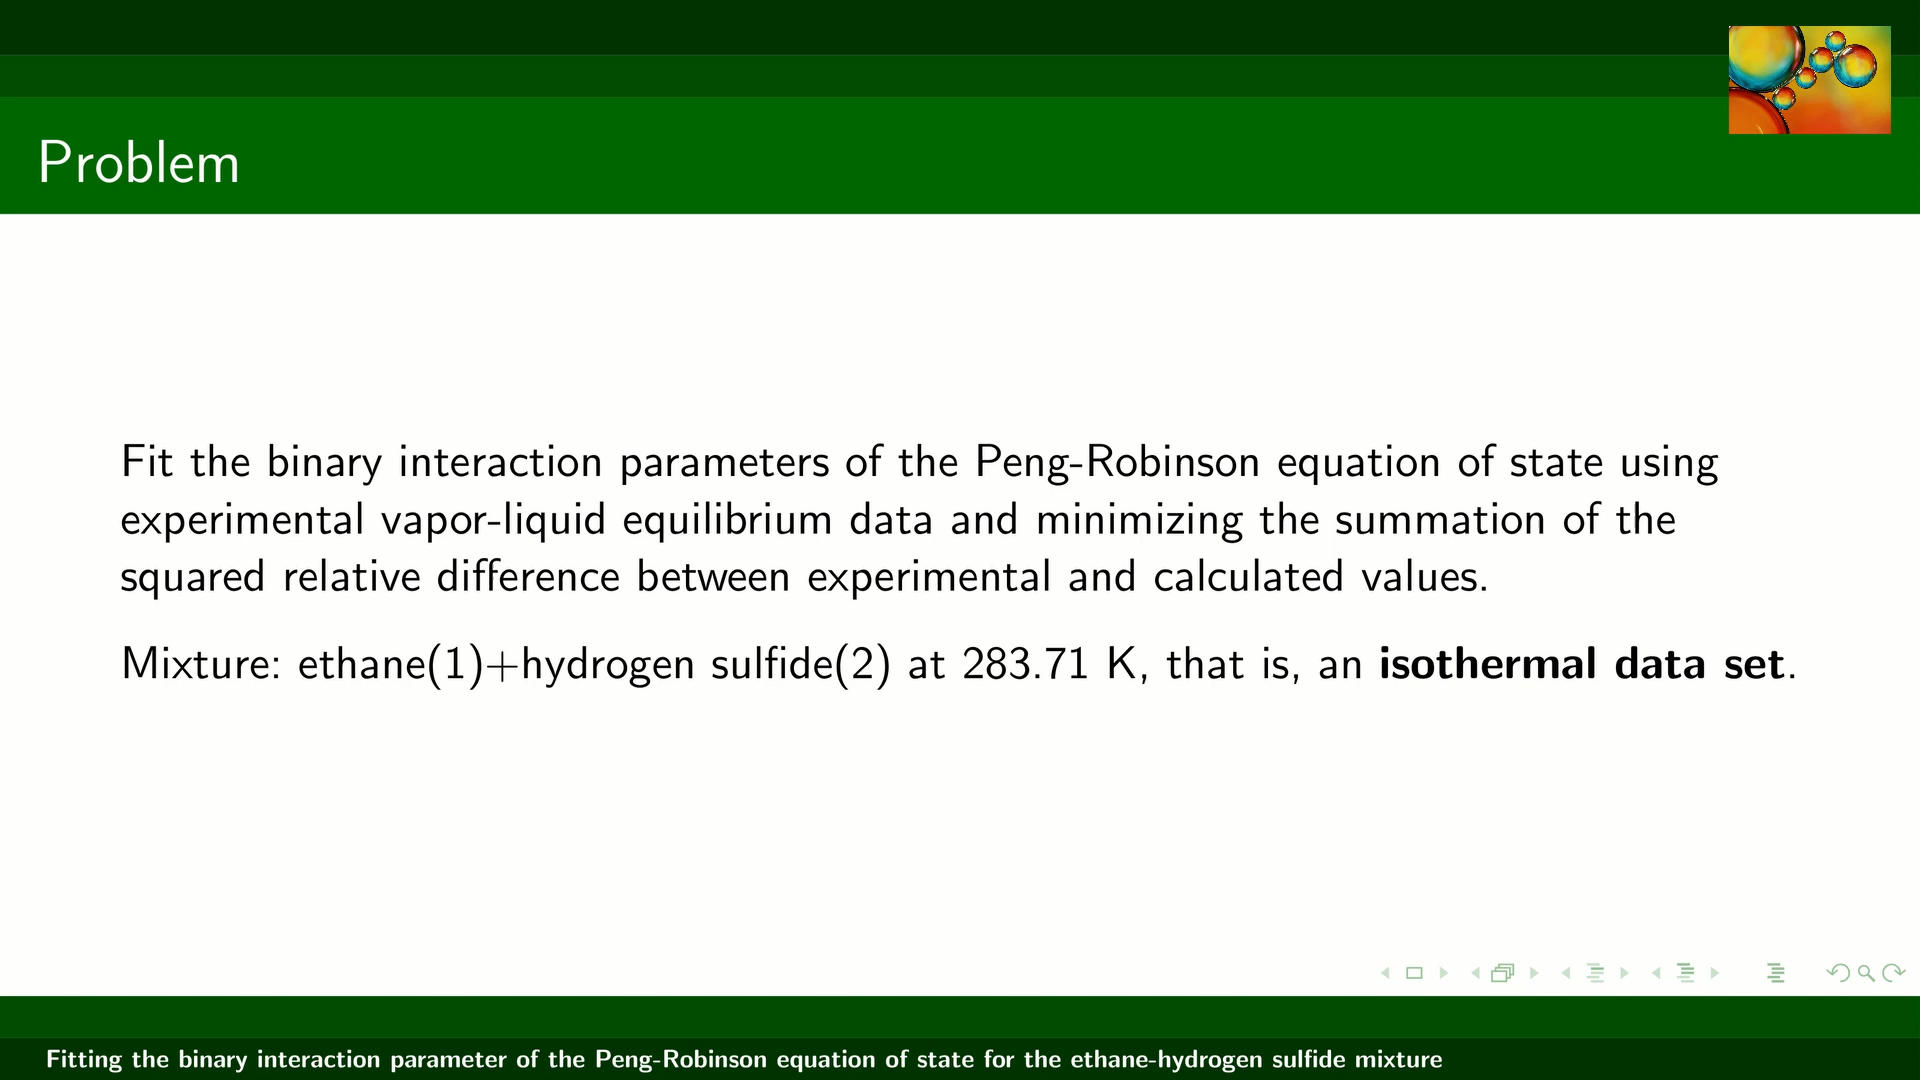 Problem
Fit the binary interaction parameters of the Peng-Robinson equation of state using
experimental vapor-liquid equilibrium data and minimizing the summation of the
squared relative difference between experimental and calculated values.
Mixture: ethane(1)+hydrogen sulfide(2) at 283.71 K, that is, an isothermal data set.
Fitting the binary interaction parameter of the Peng-Robinson equation of state for the ethane-hydrogen sulfide mixture